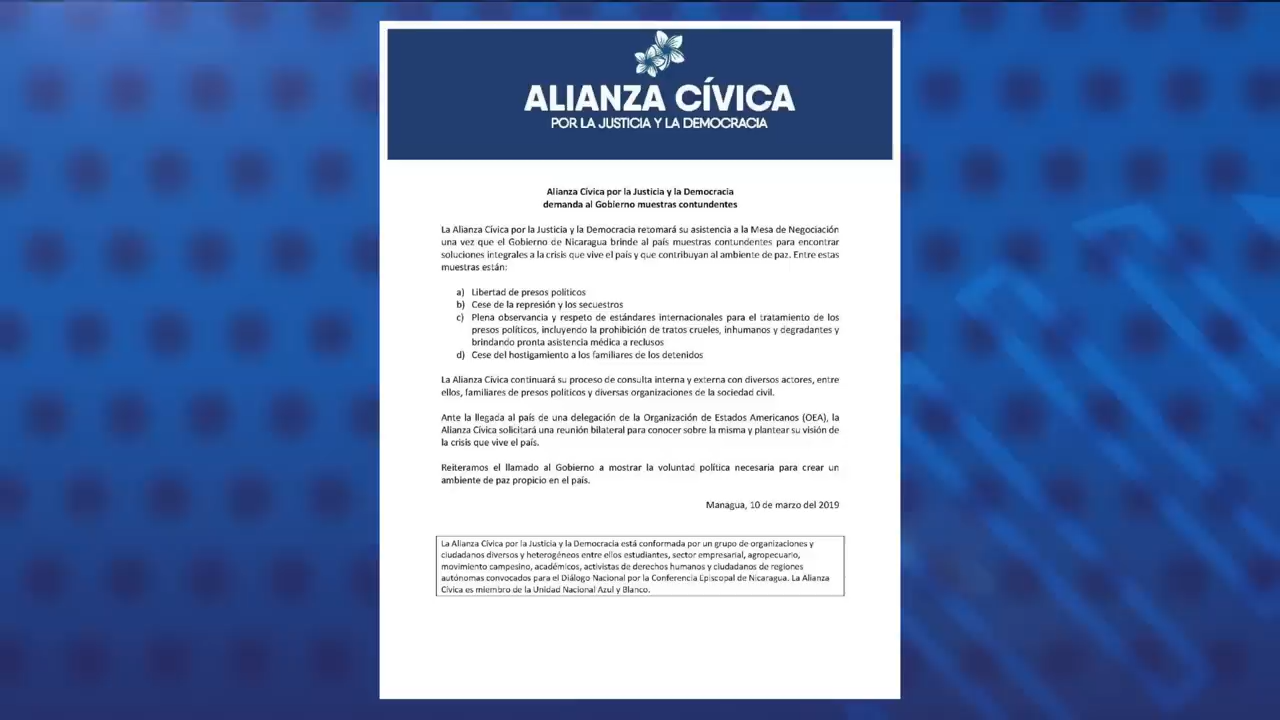 ALIANZA CÍVICA
POR LA JUSTICIA Y LA DEMOCRACIA
Alianza Cívica por la Justicia y la Democracia
demanda al Gobierno muestras contundentes
La Alianza Cívica por la Justicia y la Democracia retomará su asistencia a la Mesa de Negociación
una vez que el Gobierno de Nicaragua brinde al país muestras contundentes para encontrar
soluciones integrales a la crisis que vive el país y que contribuyan al ambiente de paz. Entre estas
muestras están:
a) Libertad de presos políticos
b) Cese de la represión y los secuestros
c) Plena observancia y respeto de estándares internacionales para el tratamiento de los
presos políticos, incluyendo la prohibición de tratos crueles, inhumanos y degradantes y
brindando pronta asistencia médica a reclusos
d) Cese del hostigamiento a los familiares de los detenidos
La Alianza Cívica continuará su proceso de consulta interna y externa con diversos actores, entre
ellos, familiares de presos políticos y diversas organizaciones de la sociedad civil.
Ante la llegada al país de una delegación de la Organización de Estados Americanos (OEA), la
Alianza Cívica solicitará una reunión bilateral para conocer sobre la misma y plantear su visión de
la crisis que vive el país.
Reiteramos el llamado al Gobierno a mostrar la voluntad política necesaria para crear un
ambiente de paz propicio en el país.
Managua, 10 de marzo del 2019
La Alianza Cívica por la Justicia y la Democracia está conformada por un grupo de organizaciones y
ciudadanos diversos y heterogéneos entre ellos estudiantes, sector empresarial, agropecuario,
movimiento campesino, académicos, activistas de derechos humanos y ciudadanos de regiones
autónomas convocados para el Diálogo Nacional por la Conferencia Episcopal de Nicaragua. La Alianza
Cívica es miembro de la Unidad Nacional Azul y Blanco.